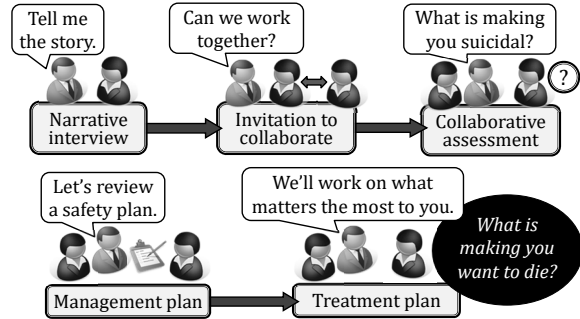 Tell me
the story.
Can we work
together?
What is making
you suicidal?
?
Narrative
interview
Invitation to
collaborate
Collaborative
assessment
Let's review
a safety plan.
We'll work on what
matters the most to you.
What is
making you
want to die?
Management plan
Treatment plan